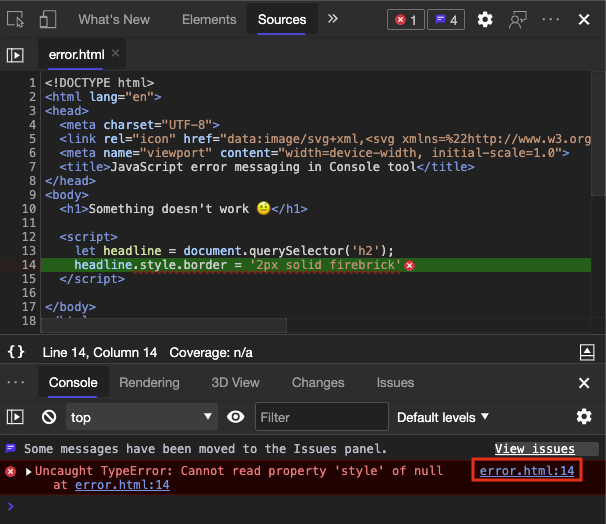 What's New Elements Sources » 1 4 ··· ×
error.html ×
1 <!DOCTYPE html>
2 <html lang="en">
3 <head>
4 <meta charset="UTF-8">
5 <link rel="icon" href="data:image/svg+xml,<svg xmlns=%22http://www.w3.org
6 <meta name="viewport" content="width=device-width, initial-scale=1.0">
7 <title>JavaScript error messaging in Console tool</title>
8 </head>
9 <body>
10 <h1>Something doesn't work 😐</h1>
11
12 <script>
13 let headline = document.querySelector('h2');
14 headline.style.border = '2px solid firebrick'
15 </script>
16
17 </body>
18
{} Line 14, Column 14 Coverage: n/a
··· Console Rendering 3D View Changes Issues ×
top ▼ Filter Default levels ▼
Some messages have been moved to the Issues panel. View issues
▶Uncaught TypeError: Cannot read property 'style' of null error.html:14
at error.html:14
>